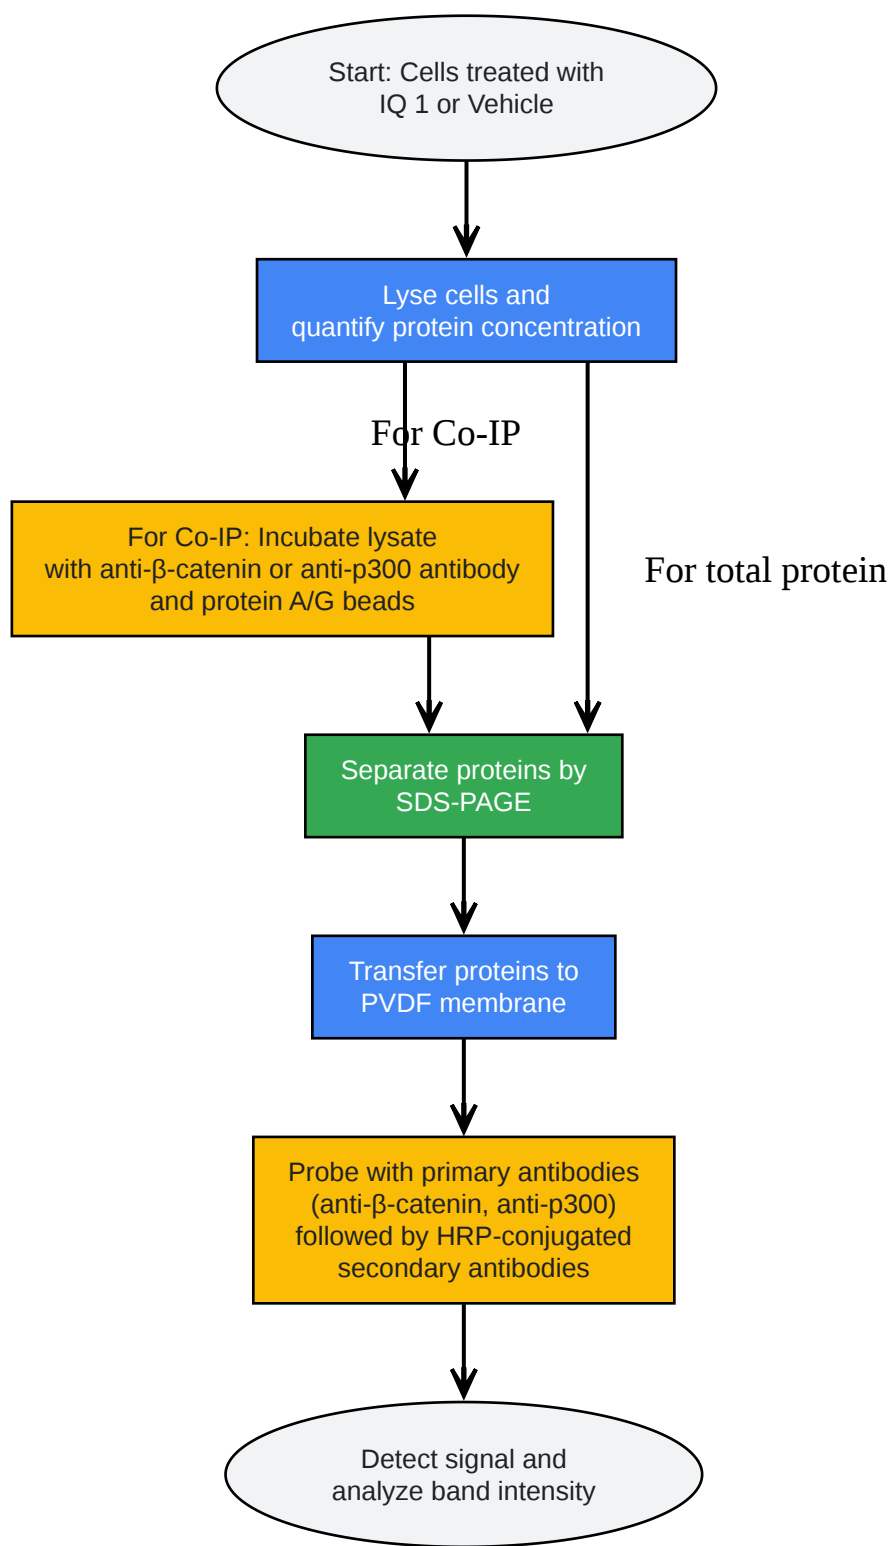 Start: Cells treated with
IQ 1 or Vehicle
Lyse cells and
quantify protein concentration
For Co-IP
For Co-IP: Incubate lysate
with anti-β-catenin or anti-p300 antibody
and protein A/G beads
For total protein
Separate proteins by
SDS-PAGE
Transfer proteins to
PVDF membrane
Probe with primary antibodies
(anti-β-catenin, anti-p300)
followed by HRP-conjugated
secondary antibodies
Detect signal and
analyze band intensity